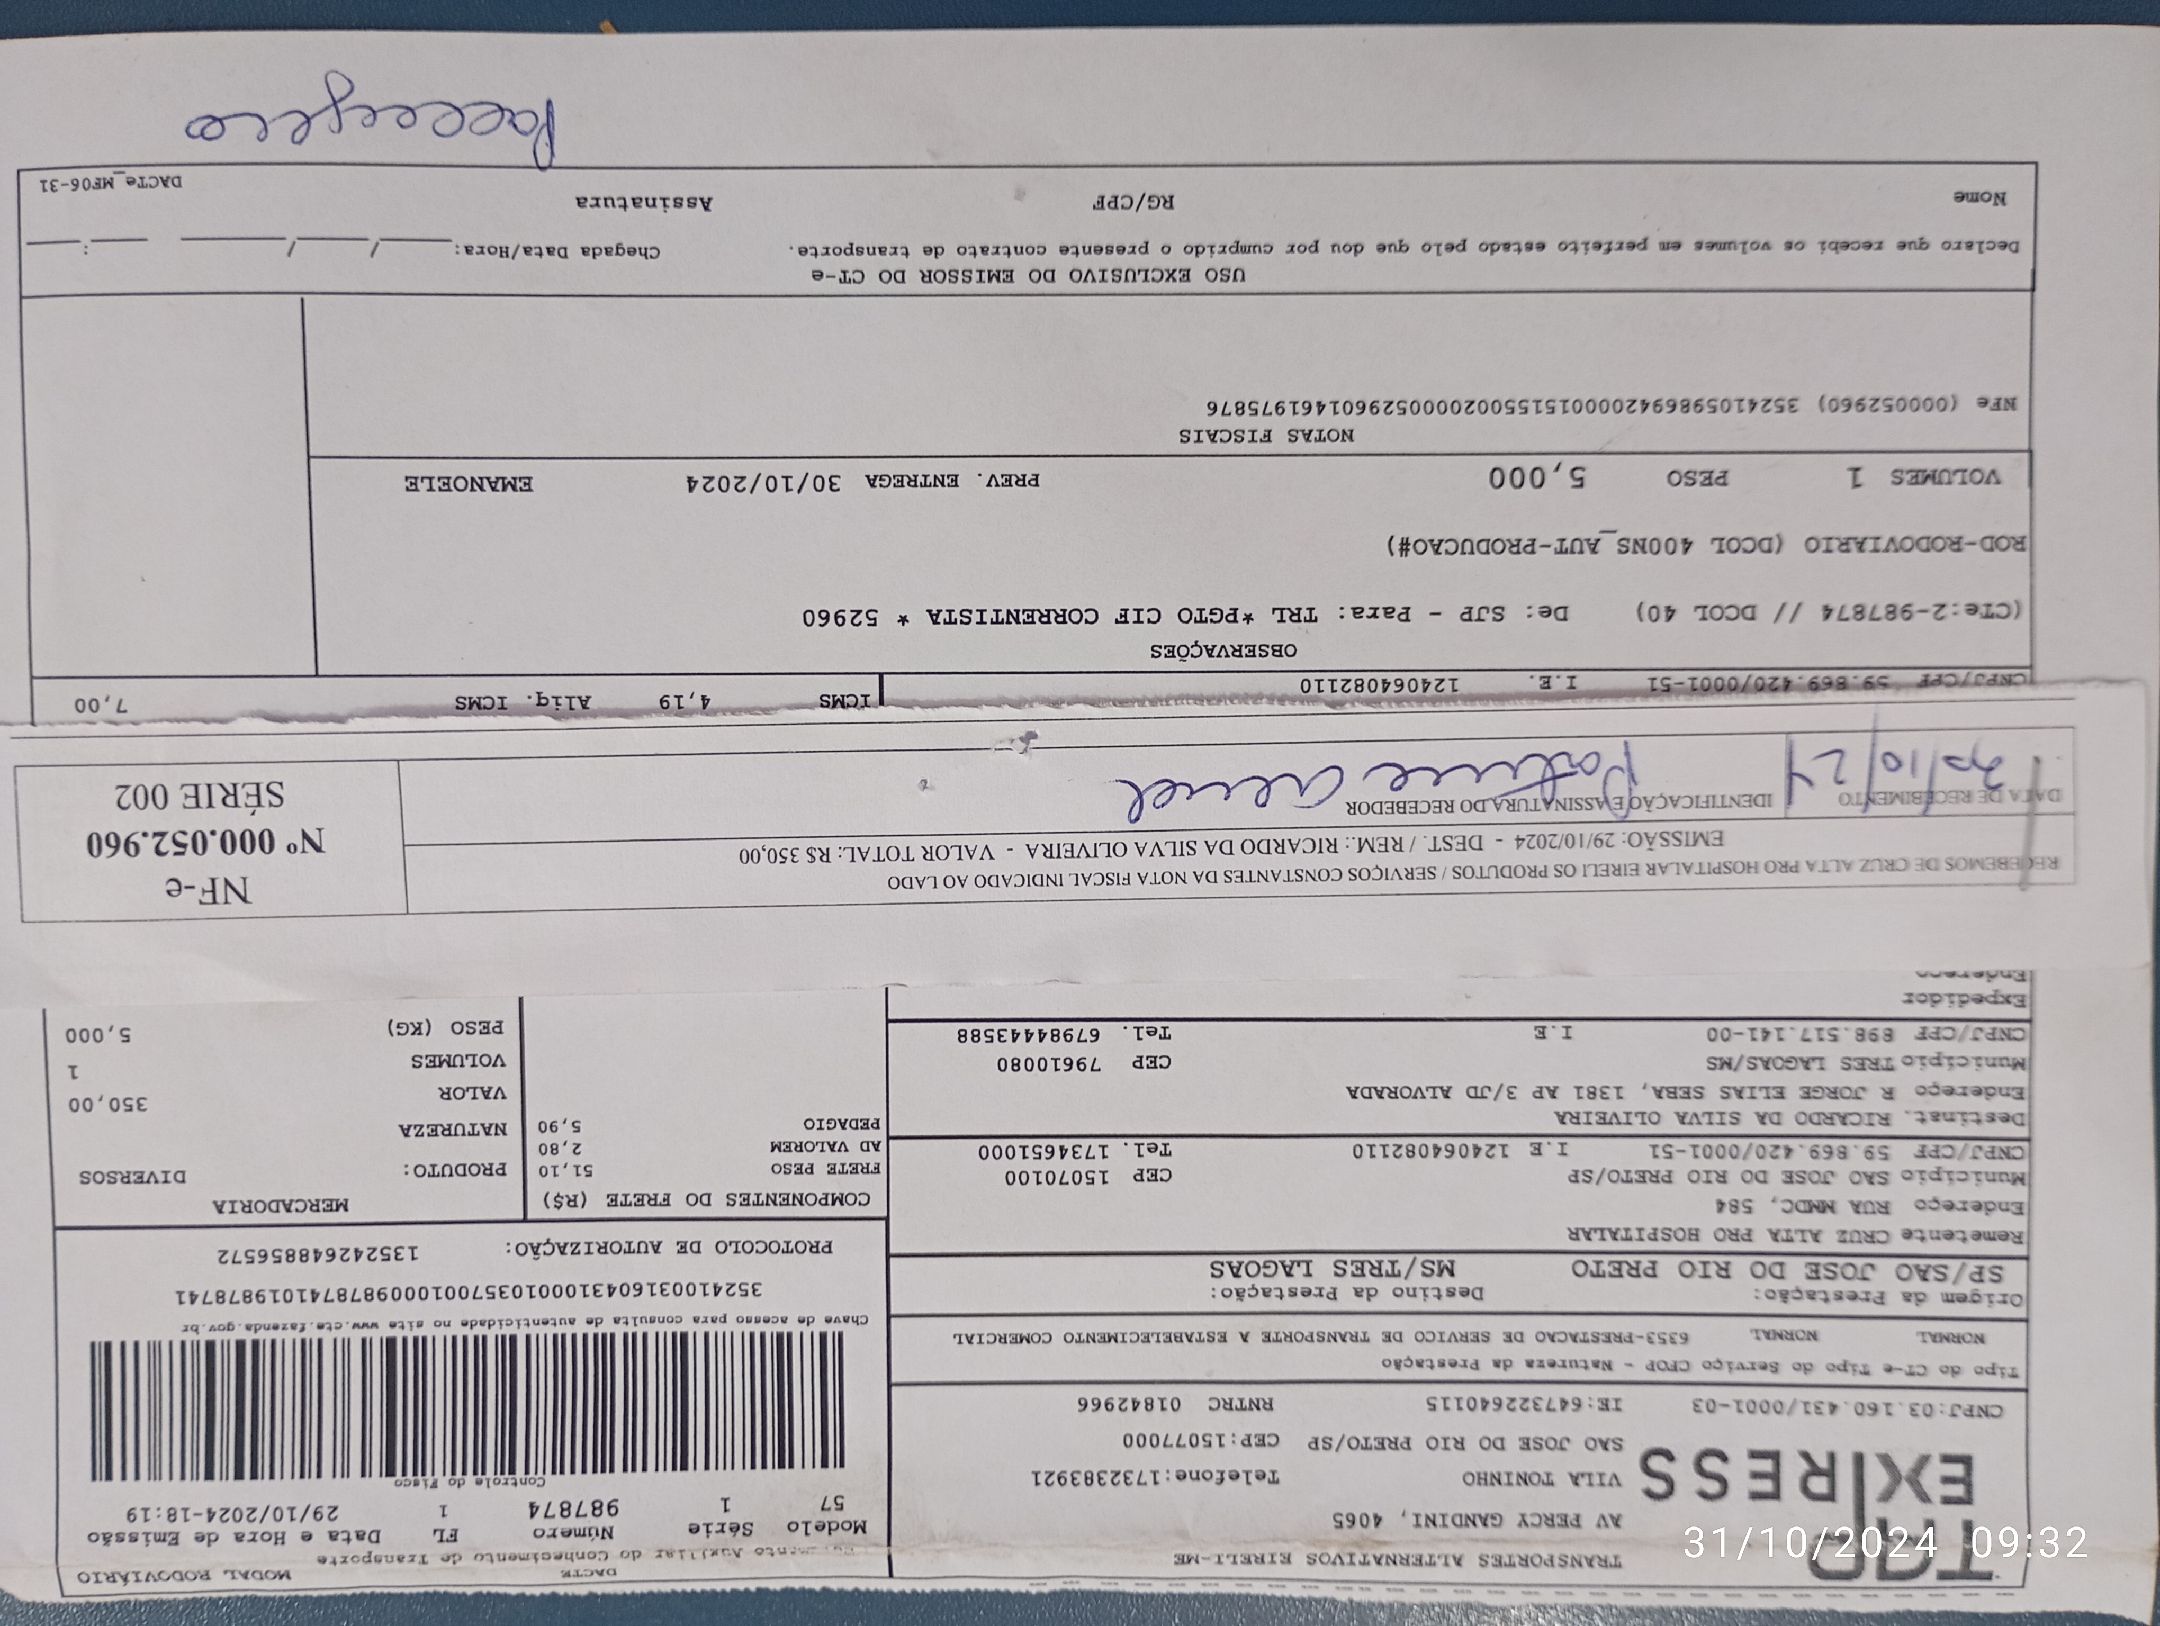 DACTE MODAL RODOVIÁRIO
Auxiliar do Conhecimento de Transporte
TRANSPORTES ALTERNATIVOS EIRELI-ME
AV PERCY GANDINI, 4065
VILA TONINHO Telefone:1732383921
SAO JOSE DO RIO PRETO/SP CEP:15077000
CNPJ:03.160.431/0001-03 IE:647322640115 RNTRC 01842966
EXPRESS
Modelo Série Número FL Data e Hora de Emissão
57 1 987874 1 29/10/2024-18:19
Controle do Fisco
Chave de acesso para consulta de autenticidade no site www.cte.fazenda.gov.br
35241003160431000103570010009878741019878741
PROTOCOLO DE AUTORIZAÇÃO: 135242648856572
Tipo do CT-e Tipo do Serviço CFOP - Natureza da Prestação
NORMAL NORMAL 6353-PRESTACAO DE SERVICO DE TRANSPORTE A ESTABELECIMENTO COMERCIAL
Origem da Prestação: Destino da Prestação:
SP/SAO JOSE DO RIO PRETO MS/TRES LAGOAS
Remetente CRUZ ALTA PRO HOSPITALAR
Endereço RUA MMDC, 584
Município SAO JOSE DO RIO PRETO/SP CEP 15070100
CNPJ/CPF 59.869.420/0001-51 I.E 124064082110 Tel. 1734651000
Destinat. RICARDO DA SILVA OLIVEIRA
Endereço R JORGE ELIAS SEBA, 1381 AP 3/JD ALVORADA
Município TRES LAGOAS/MS CEP 79610080
CNPJ/CPF 898.517.141-00 I.E Tel. 67984443588
Expedidor
Endereço
COMPONENTES DO FRETE (R$)
FRETE PESO 51,10
AD VALOREM 2,80
PEDAGIO 5,90
MERCADORIA
PRODUTO: DIVERSOS
NATUREZA
VALOR 350,00
VOLUMES 1
PESO (KG) 5,000
RECEBEMOS DE CRUZ ALTA PRO HOSPITALAR EIRELI OS PRODUTOS / SERVIÇOS CONSTANTES DA NOTA FISCAL INDICADO AO LADO
EMISSÃO: 29/10/2024 - DEST. / REM.: RICARDO DA SILVA OLIVEIRA - VALOR TOTAL: R$ 350,00
DATA DE RECEBIMENTO IDENTIFICAÇÃO E ASSINATURA DO RECEBEDOR
30/10/24
NF-e
Nº 000.052.960
SÉRIE 002
CNPJ/CPF 59.869.420/0001-51 I.E. 124064082110 ICMS 4,19 Aliq. ICMS 7,00
OBSERVAÇÕES
(CTe:2-987874 // DCOL 40) De: SJP - Para: TRL *PGTO CIF CORRENTISTA * 52960
ROD-RODOVIARIO (DCOL 400NS_AUT-PRODUCAO#)
VOLUMES 1 PESO 5,000 PREV. ENTREGA 30/10/2024 EMANOELE
NOTAS FISCAIS
NFe (000052960) 35241059869420000151550020000529601461975876
USO EXCLUSIVO DO EMISSOR DO CT-e
Declaro que recebi os volumes em perfeito estado pelo que dou por cumprido o presente contrato de transporte. Chegada Data/Hora: ____/____/____ ___:___
Nome RG/CPF Assinatura DACTe_MF06-31
31/10/2024 09:32